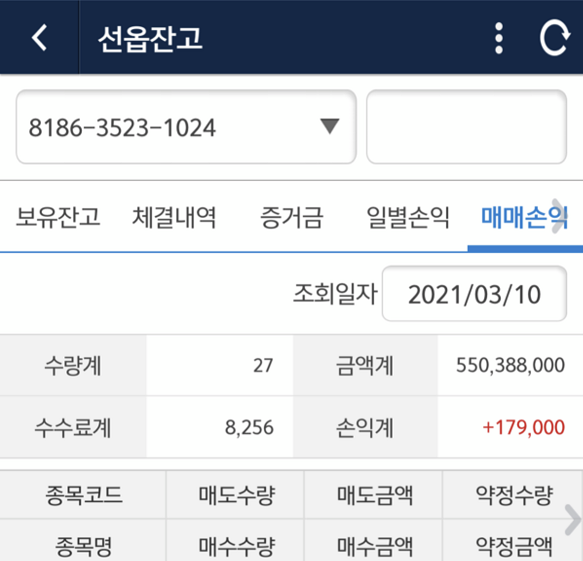 선옵잔고
8186-3523-1024
보유잔고 체결내역 증거금 일별손익 매매손익
조회일자 2021/03/10
수량계 27 금액계 550,388,000
수수료계 8,256 손익계 +179,000
종목코드 매도수량 매도금액 약정수량
종목명 매수수량 매수금액 약정금액